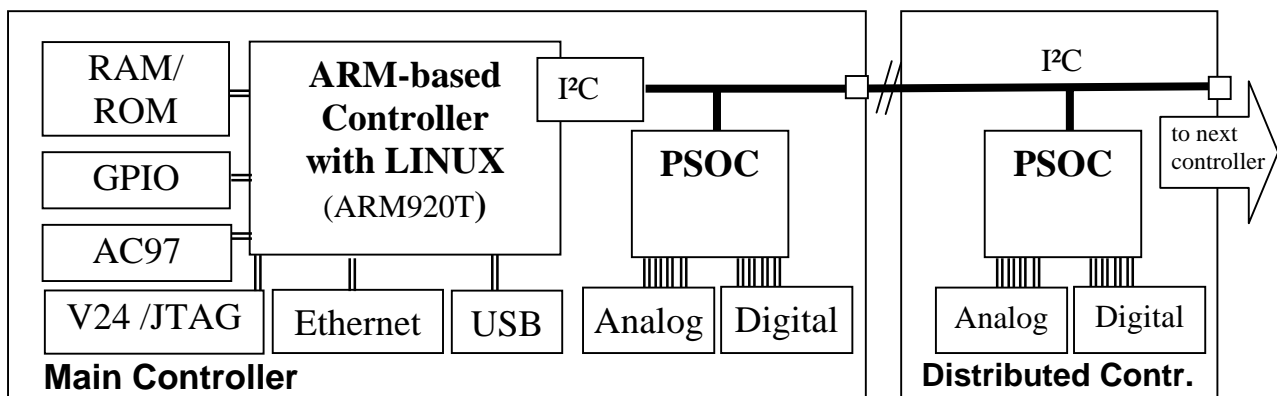 RAM/
ROM
GPIO
AC97
V24 /JTAG
Ethernet
USB
ARM-based
Controller
with LINUX
(ARM920T)
I²C
PSOC
Analog
Digital
Main Controller
I²C
PSOC
Analog
Digital
Distributed Contr.
to next
controller